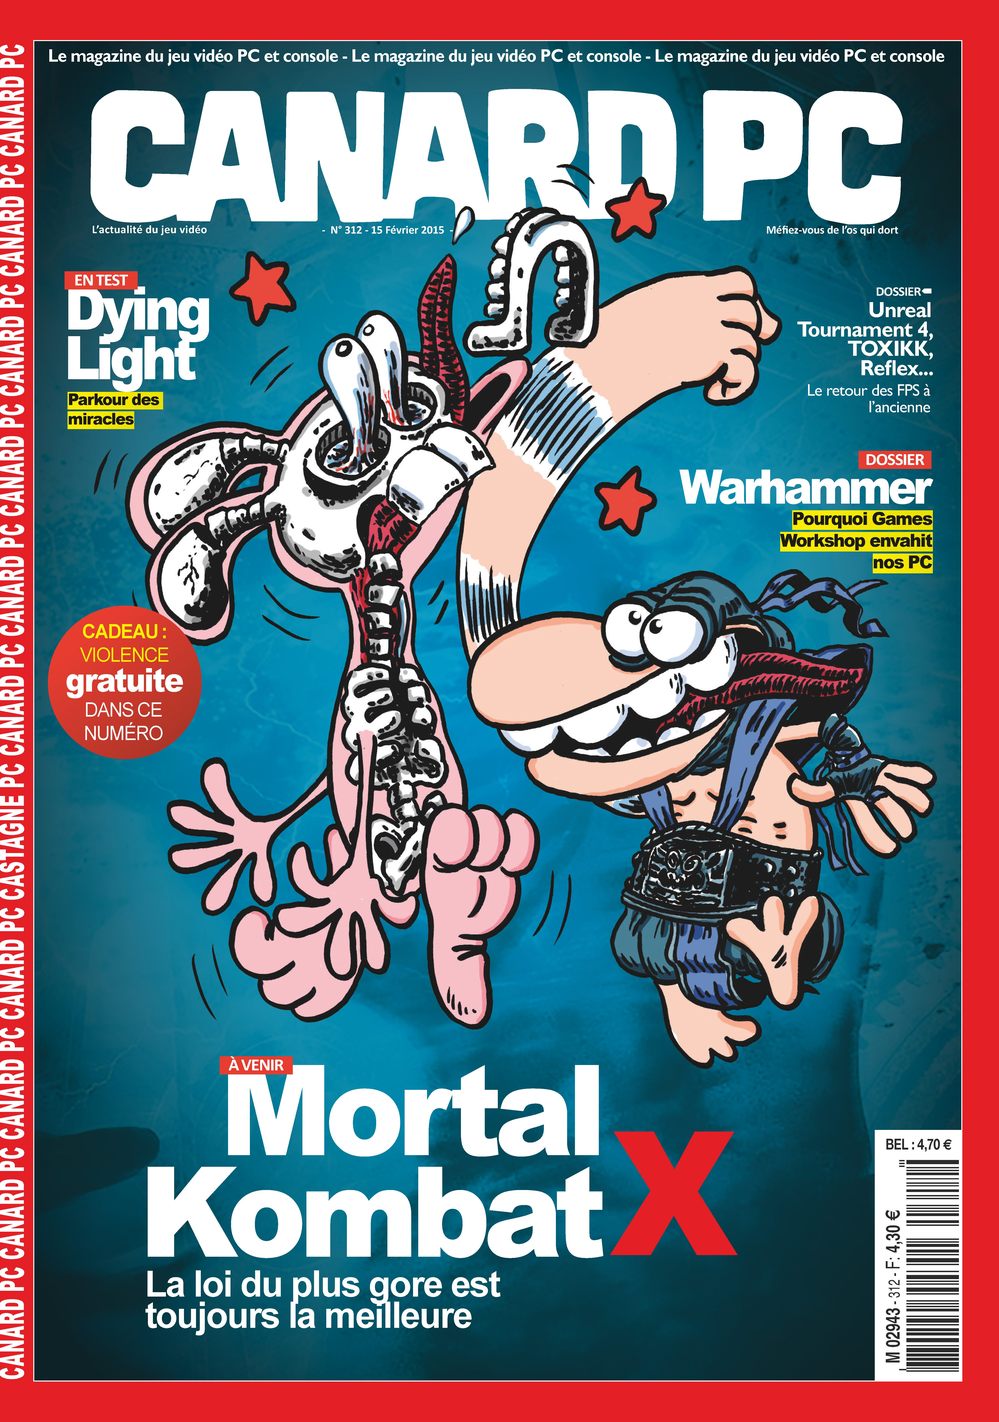 Le magazine du jeu vidéo PC et console - Le magazine du jeu vidéo PC et console - Le magazine du jeu vidéo PC et console
CANARD PC
L'actualité du jeu vidéo
- N° 312 - 15 Février 2015 -
Méfiez-vous de l'os qui dort
EN TEST
Dying
Light
Parkour des
miracles
DOSSIER
Unreal
Tournament 4,
TOXIKK,
Reflex...
Le retour des FPS à
l'ancienne
DOSSIER
Warhammer
Pourquoi Games
Workshop envahit
nos PC
CADEAU :
VIOLENCE
gratuite
DANS CE
NUMÉRO
À VENIR
Mortal
Kombat X
La loi du plus gore est
toujours la meilleure
BEL : 4,70 €
M 02943 - 312 - F: 4,30 €
CANARD PC CANARD PC CANARD PC CANARD PC CASTAGNE PC CANARD PC CANARD PC CANARD PC CANARD PC CANARD PC